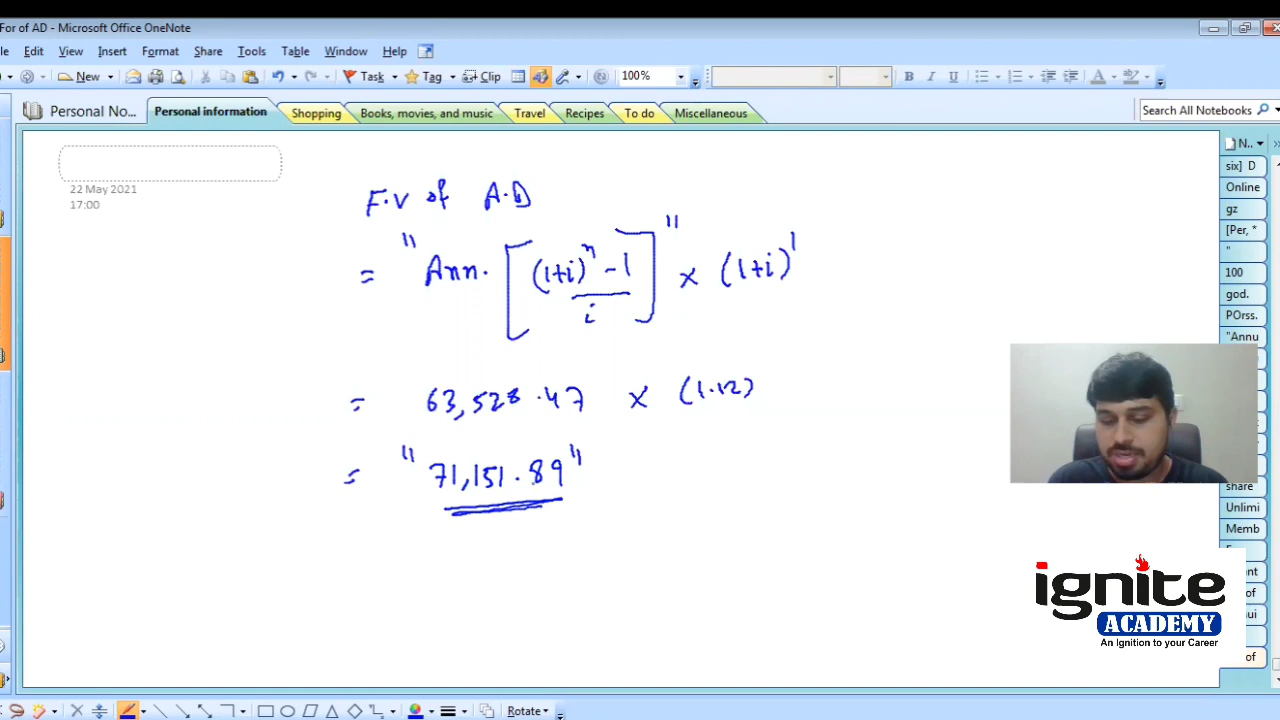 For of AD - Microsoft Office OneNote
le Edit View Insert Format Share Tools Table Window Help
New Task Tag Clip 100% B I U A
Personal No... Personal information Shopping Books, movies, and music Travel Recipes To do Miscellaneous Search All Notebooks
N..
22 May 2021
17:00
F.V of A.D
= "Ann. [(1+i)^n - 1 / i]" x (1+i)^1
= 63,528.47 x (1.12)
= "71,151.89"
six] D
Online
gz
[Per, *
"
100
god.
POrss.
"Annu
share
Unlimi
Memb
ant
of
nui
of
ignite
ACADEMY
An Ignition to your Career
Rotate